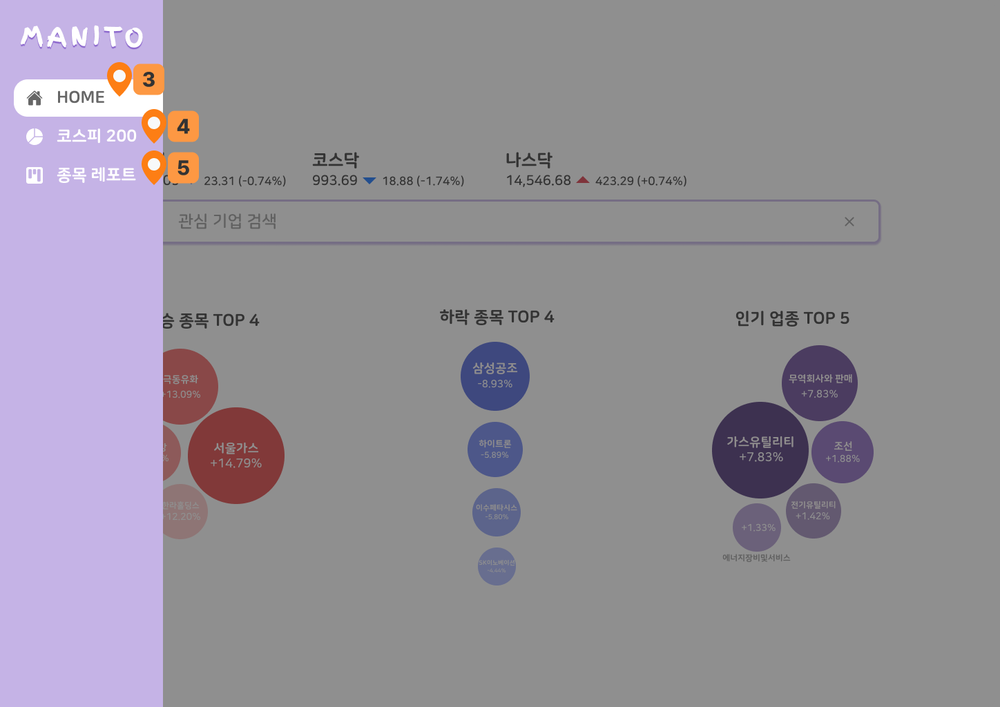 MANITO
3
HOME
4
코스피 200
5
종목 레포트
23.31 (-0.74%)
코스닥
993.69 18.88 (-1.74%)
나스닥
14,546.68 423.29 (+0.74%)
관심 기업 검색
승 종목 TOP 4
극동유화
+13.09%
서울가스
+14.79%
한라홀딩스
+12.20%
하락 종목 TOP 4
삼성공조
-8.93%
하이트론
-5.89%
이수페타시스
-5.80%
SK이노베이션
-4.44%
인기 업종 TOP 5
무역회사와 판매
+7.83%
가스유틸리티
+7.83%
조선
+1.88%
전기유틸리티
+1.42%
+1.33%
에너지장비및서비스